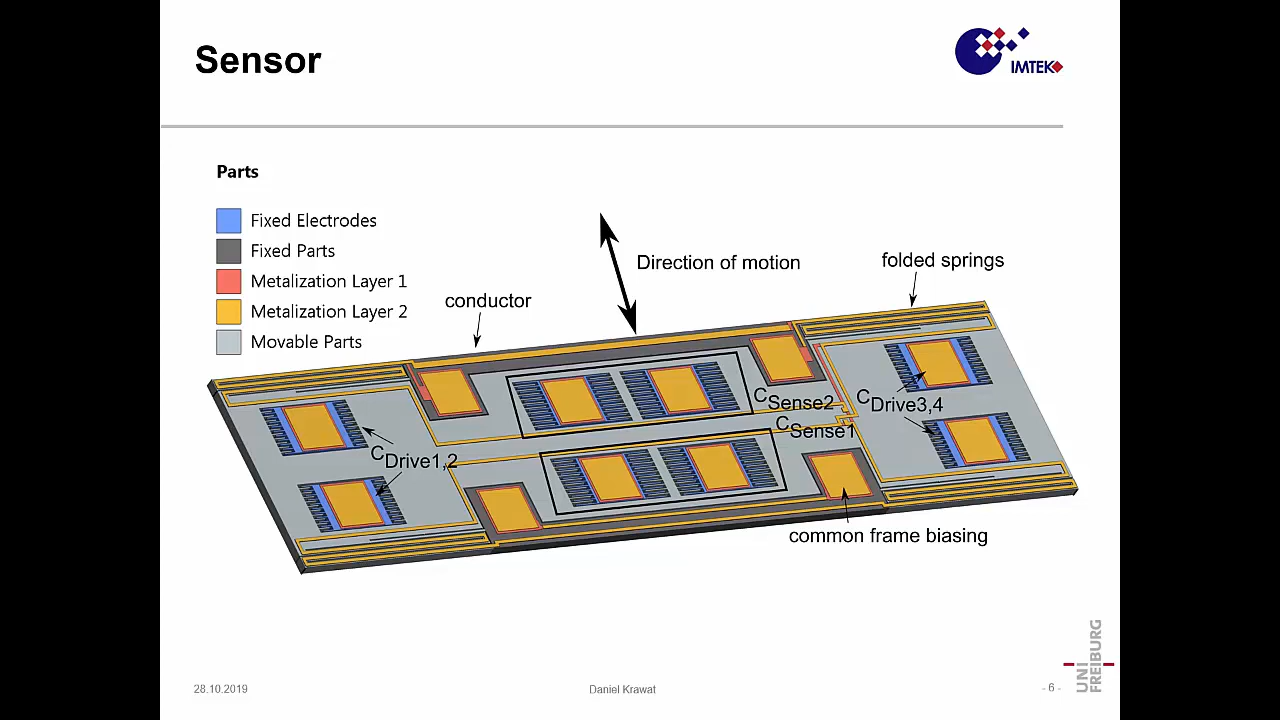 Sensor
IMTEK
Parts
Fixed Electrodes
Fixed Parts
Metalization Layer 1
Metalization Layer 2
Movable Parts
Direction of motion
folded springs
conductor
CSense2
CDrive3,4
CSense1
CDrive1,2
common frame biasing
28.10.2019
Daniel Krawat
- 6 -
UNI
FREIBURG